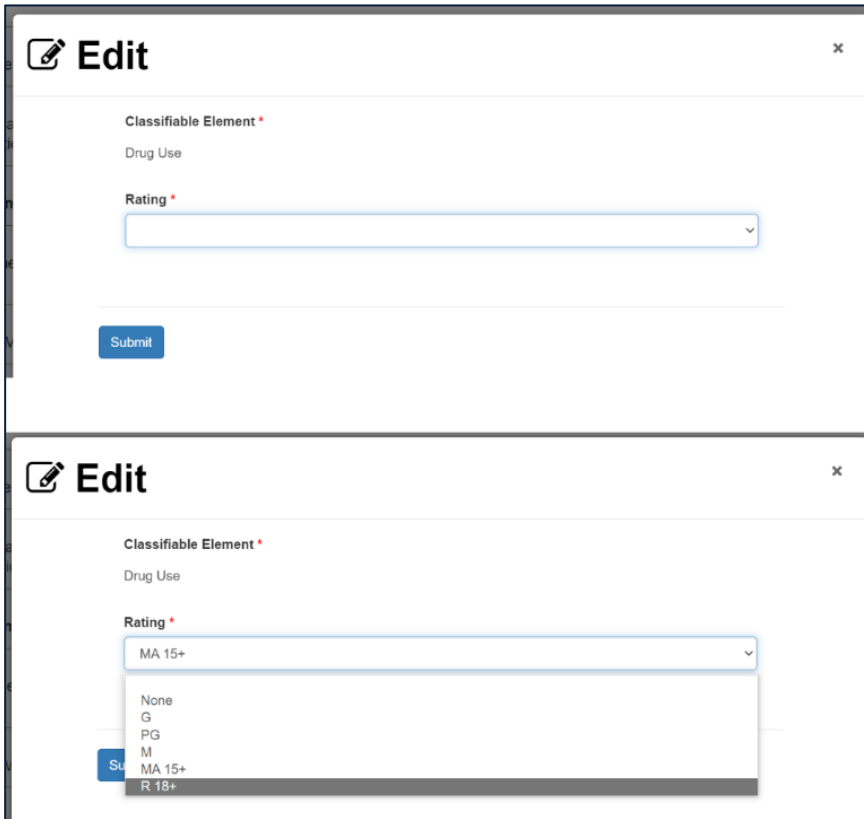 Edit
×
Classifiable Element *
Drug Use
Rating *
Submit
Edit
×
Classifiable Element *
Drug Use
Rating *
MA 15+
None
G
PG
M
Su
MA 15+
R 18+